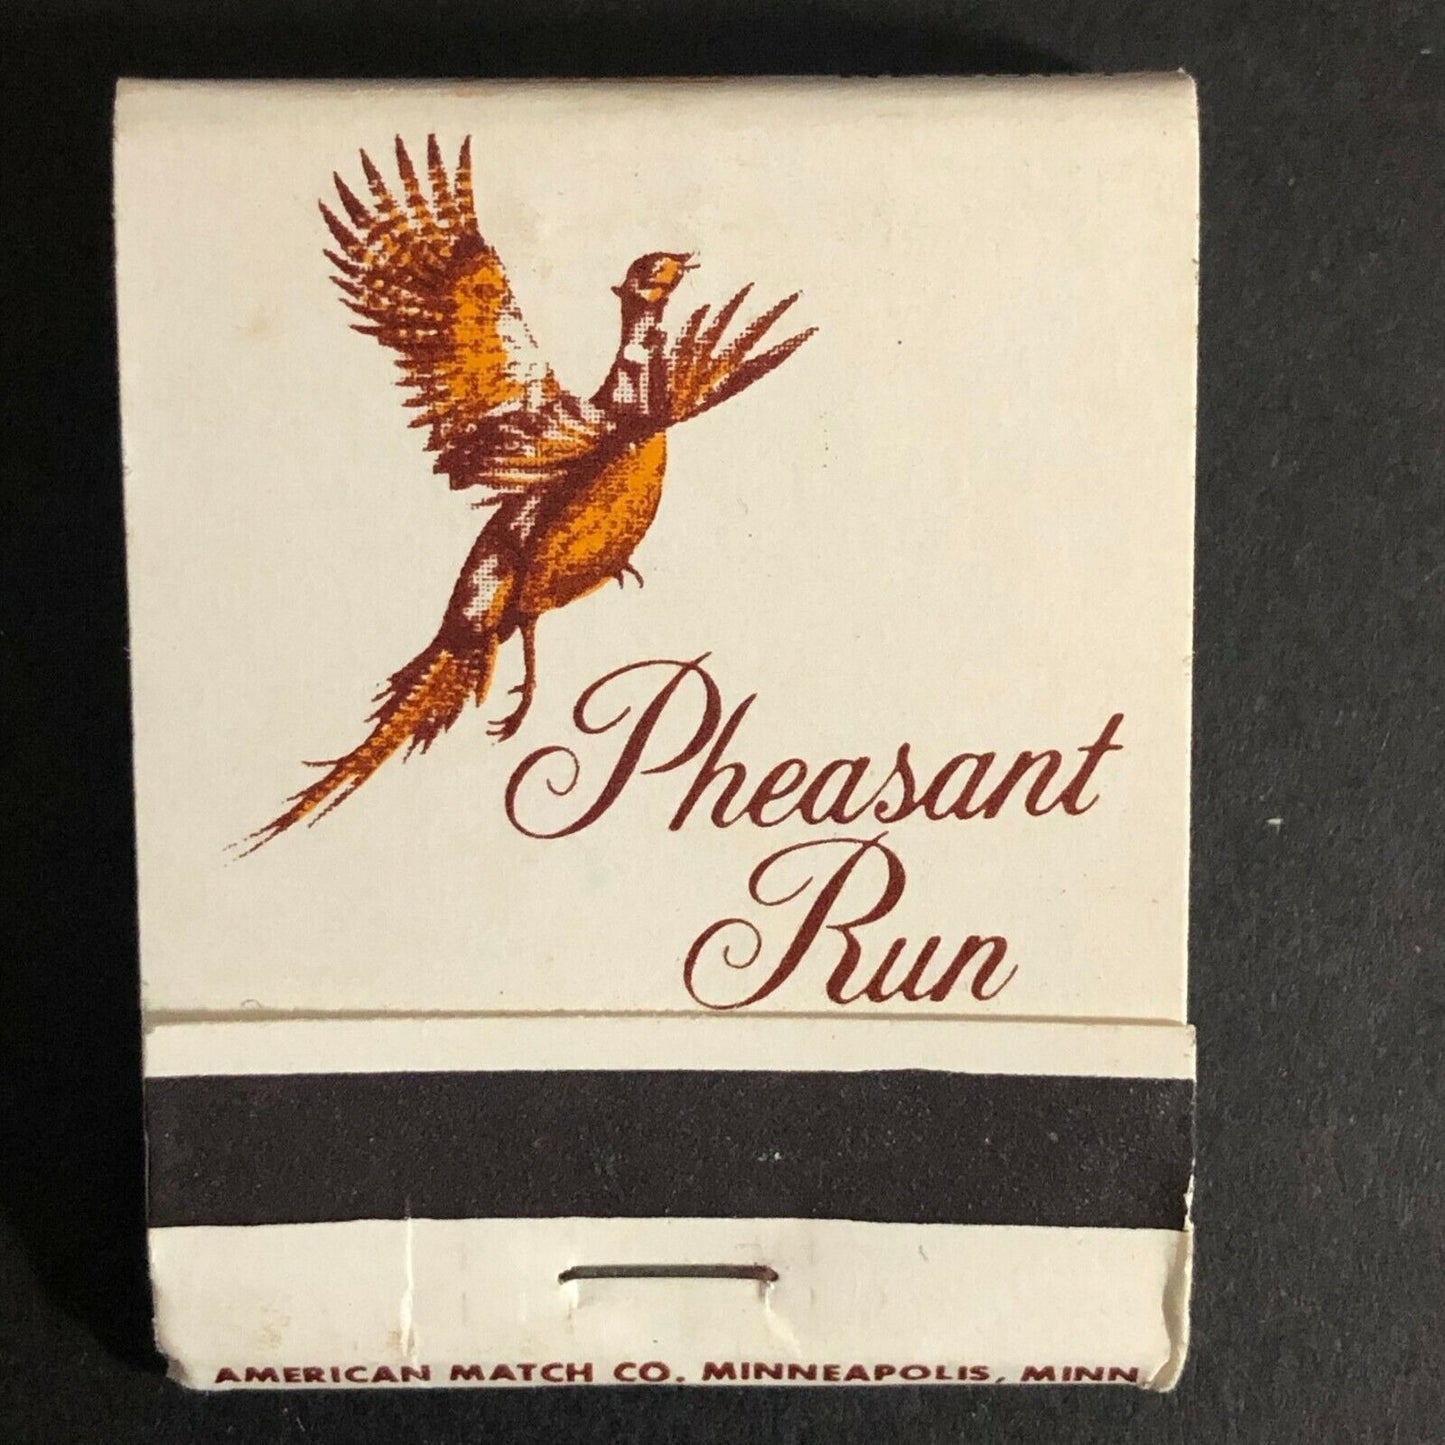 Pheasant
Run
AMERICAN MATCH CO. MINNEAPOLIS, MINN.